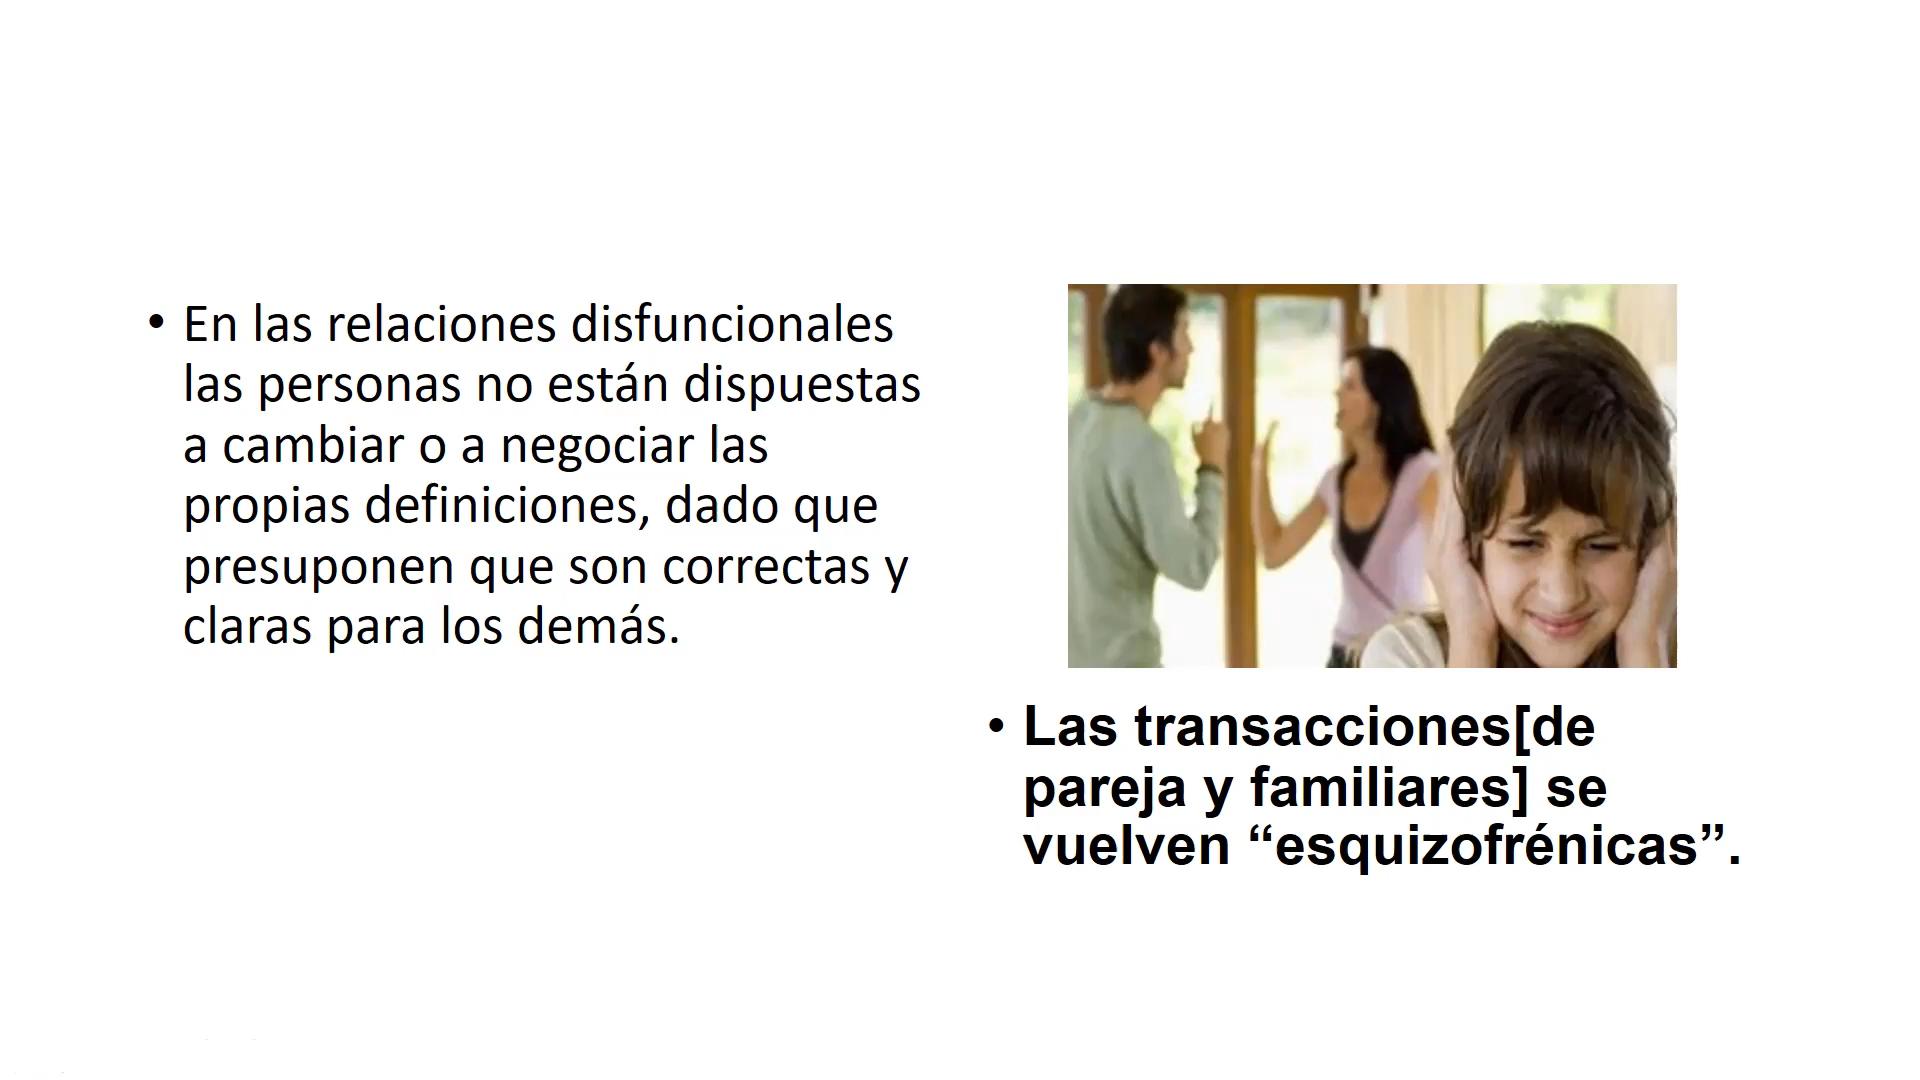 • En las relaciones disfuncionales
las personas no están dispuestas
a cambiar o a negociar las
propias definiciones, dado que
presuponen que son correctas y
claras para los demás.
• Las transacciones[de
pareja y familiares] se
vuelven “esquizofrénicas”.